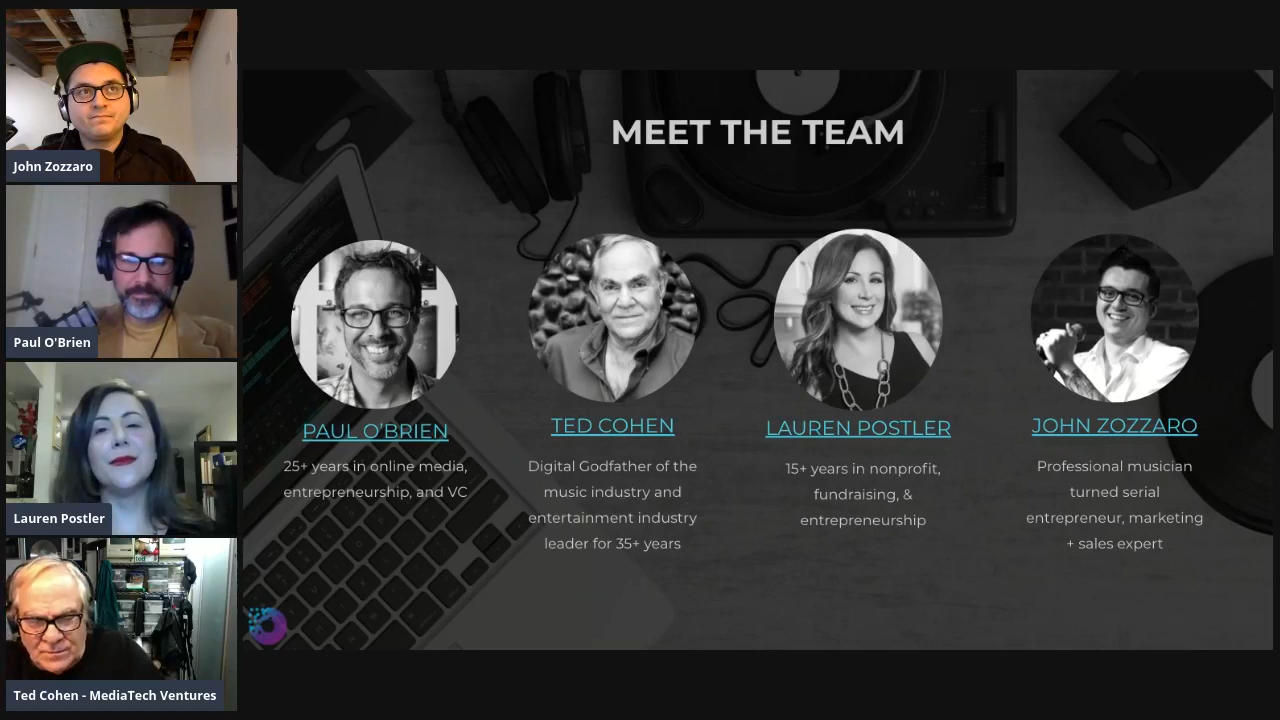 John Zozzaro
Paul O'Brien
Lauren Postler
Ted Cohen - MediaTech Ventures
MEET THE TEAM
PAUL O'BRIEN
25+ years in online media,
entrepreneurship, and VC
TED COHEN
Digital Godfather of the
music industry and
entertainment industry
leader for 35+ years
LAUREN POSTLER
15+ years in nonprofit,
fundraising, &
entrepreneurship
JOHN ZOZZARO
Professional musician
turned serial
entrepreneur, marketing
+ sales expert